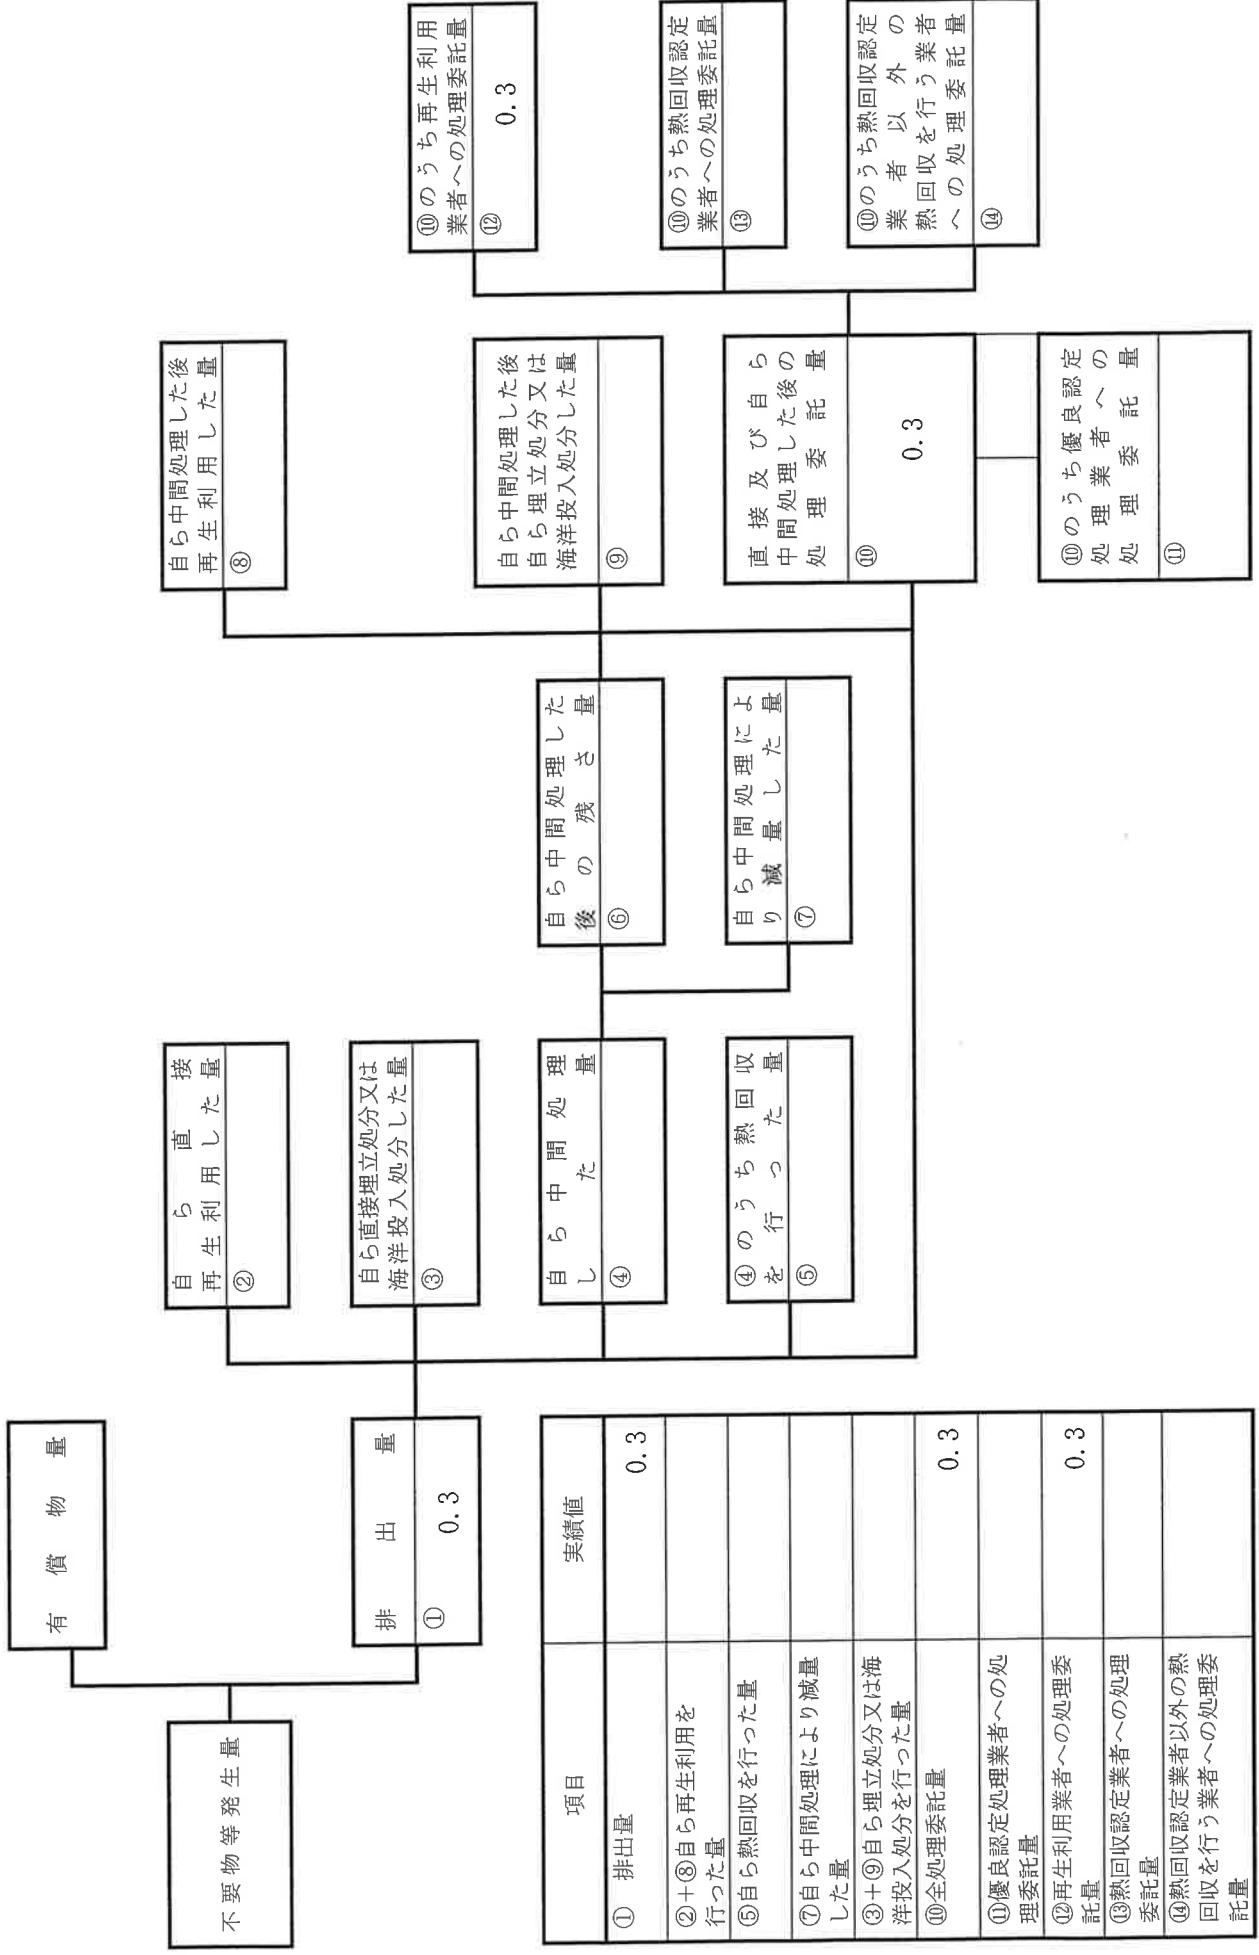 有償物量
不要物等発生量
排出量
①
0.3
自ら直接
再生利用した量
②
自ら直接埋立処分又は
海洋投入処分した量
③
自ら中間処理
した量
④
④のうち熱回収
を行った量
⑤
自ら中間処理した
後の残さ量
⑥
自ら中間処理によ
り減量した量
⑦
自ら中間処理した後
再生利用した量
⑧
自ら中間処理した後
自ら埋立処分又は
海洋投入処分した量
⑨
直接及び自ら
中間処理した後の
処理委託量
⑩
0.3
⑩のうち優良認定
処理業者への
処理委託量
⑪
⑩のうち再生利用
業者への処理委託量
⑫
0.3
⑩のうち熱回収認定
業者への処理委託量
⑬
⑩のうち熱回収認定
業者以外の
熱回収を行う業者
への処理委託量
⑭
項目 実績値
① 排出量 0.3
②+⑧自ら再生利用を
行った量
⑤自ら熱回収を行った量
⑦自ら中間処理により減量
した量
③+⑨自ら埋立処分又は海
洋投入処分を行った量
⑩全処理委託量 0.3
⑪優良認定処理業者への処
理委託量
⑫再生利用業者への処理委
託量 0.3
⑬熱回収認定業者への処理
委託量
⑭熱回収認定業者以外の熱
回収を行う業者への処理委
託量